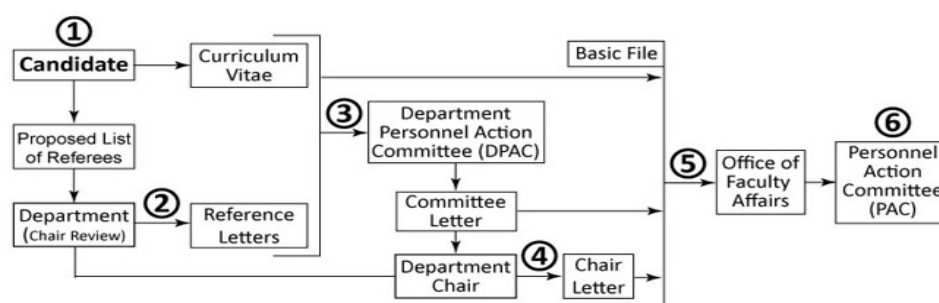 ①
Candidate
Curriculum
Vitae
Proposed List
of Referees
Department
(Chair Review)
②
Reference
Letters
③
Department
Personnel Action
Committee (DPAC)
Committee
Letter
Department
Chair
④
Chair
Letter
Basic File
⑤
Office of
Faculty
Affairs
⑥
Personnel
Action
Committee
(PAC)